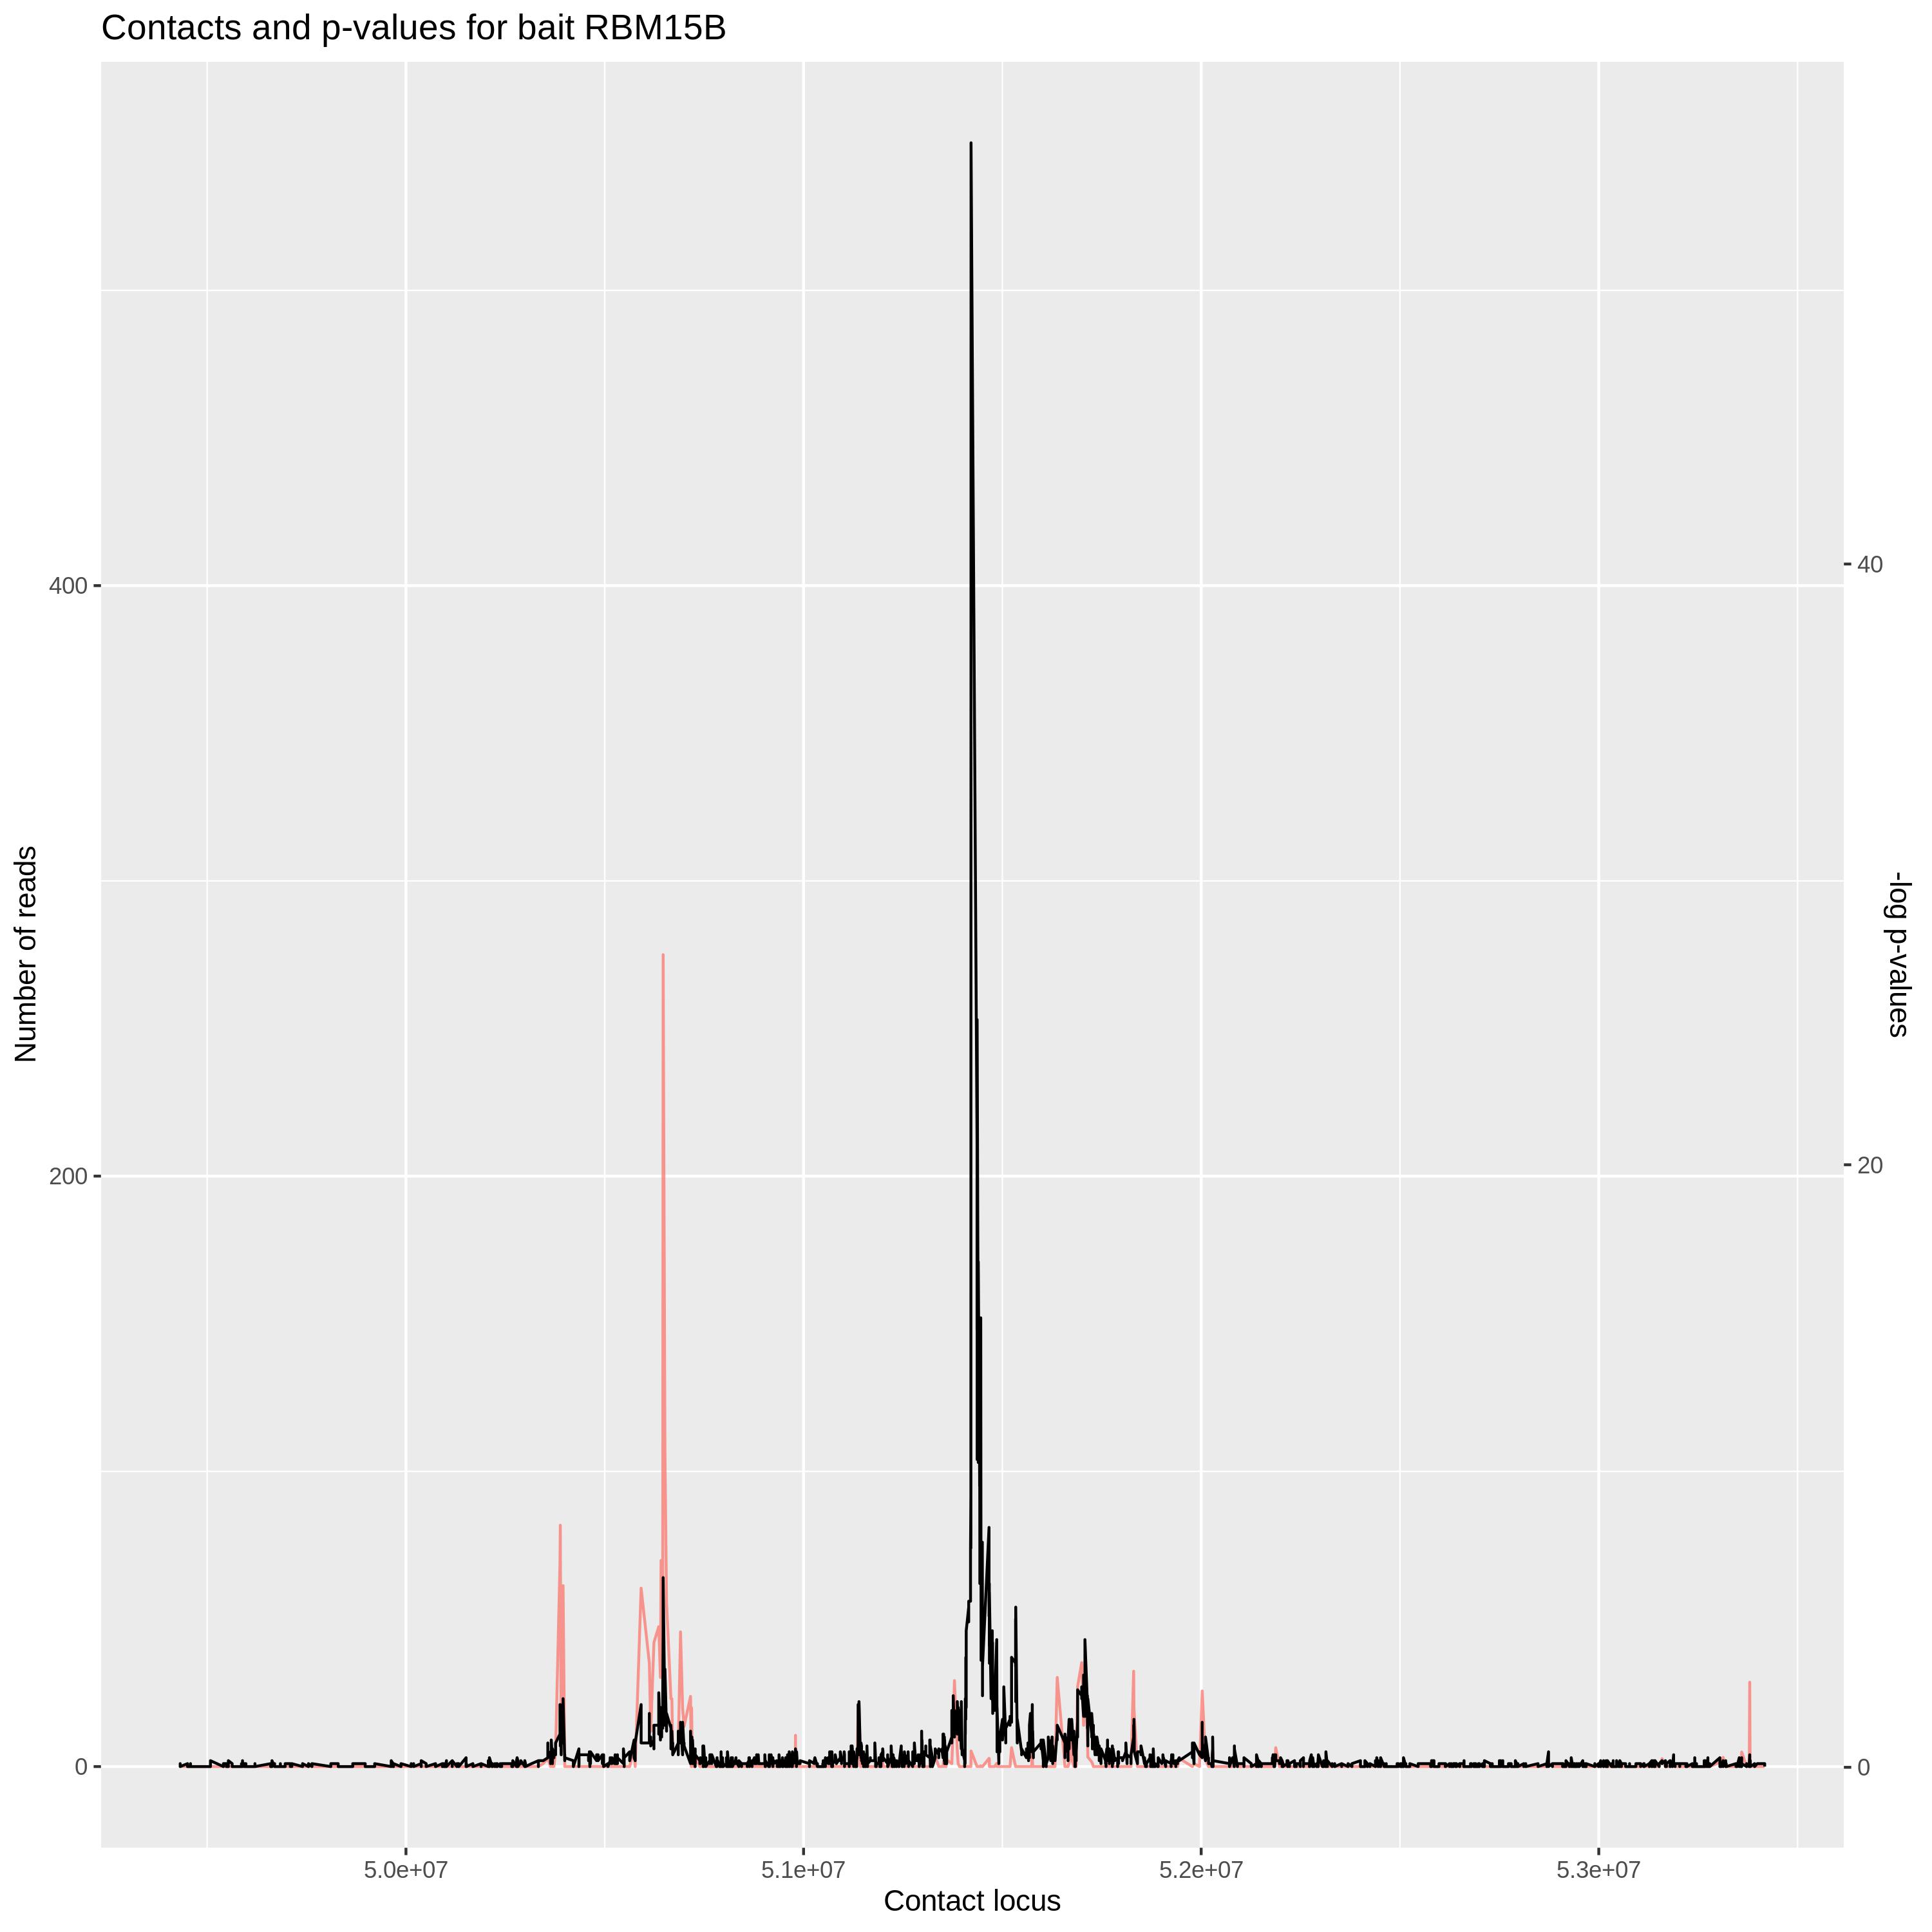 Contacts and p-values for bait RBM15B
Number of reads
400
200
0
40
20
0
-log p-values
5.0e+07
5.1e+07
5.2e+07
5.3e+07
Contact locus